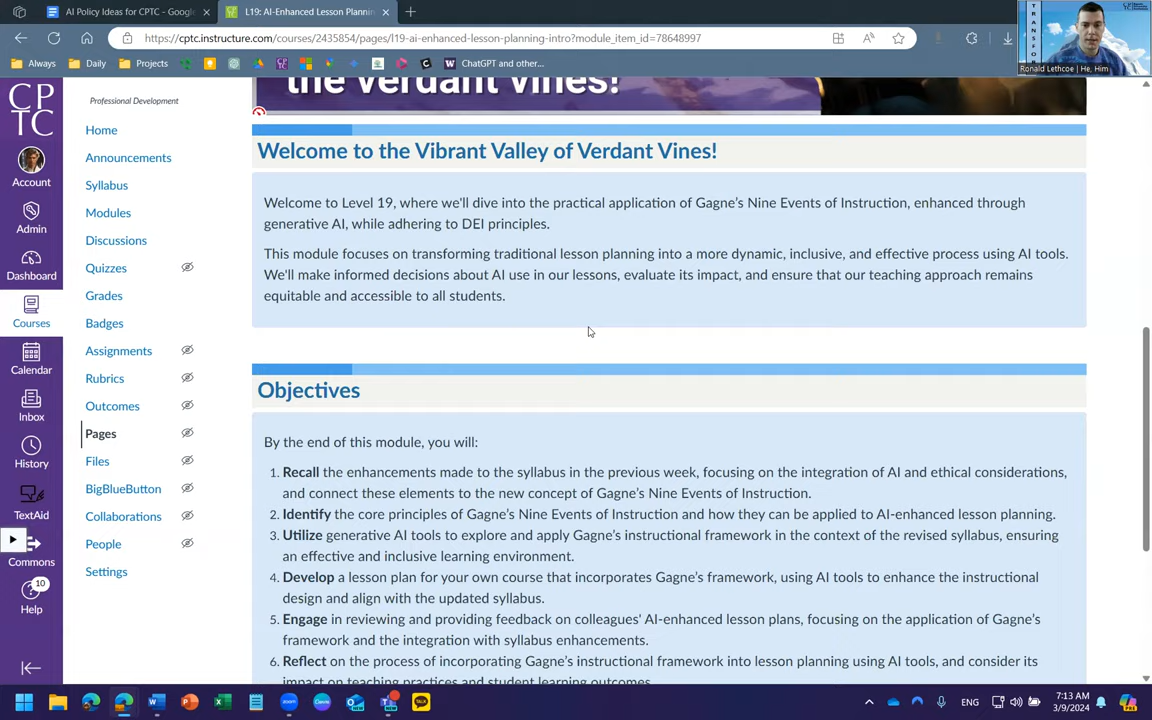 AI Policy Ideas for CPTC - Google
L19: AI-Enhanced Lesson Plannin
https://cptc.instructure.com/courses/2435854/pages/l19-ai-enhanced-lesson-planning-intro?module_item_id=78648997
Always
Daily
Projects
ChatGPT and other...
TRANSFO
Ronald Lethcoe | He, Him
CP
TC
Account
Admin
Dashboard
Courses
Calendar
Inbox
History
TextAid
Commons
10
Help
Professional Development
Home
Announcements
Syllabus
Modules
Discussions
Quizzes
Grades
Badges
Assignments
Rubrics
Outcomes
Pages
Files
BigBlueButton
Collaborations
People
Settings
the verdant vines!
Welcome to the Vibrant Valley of Verdant Vines!
Welcome to Level 19, where we'll dive into the practical application of Gagne's Nine Events of Instruction, enhanced through
generative AI, while adhering to DEI principles.
This module focuses on transforming traditional lesson planning into a more dynamic, inclusive, and effective process using AI tools.
We'll make informed decisions about AI use in our lessons, evaluate its impact, and ensure that our teaching approach remains
equitable and accessible to all students.
Objectives
By the end of this module, you will:
1. Recall the enhancements made to the syllabus in the previous week, focusing on the integration of AI and ethical considerations,
and connect these elements to the new concept of Gagne's Nine Events of Instruction.
2. Identify the core principles of Gagne's Nine Events of Instruction and how they can be applied to AI-enhanced lesson planning.
3. Utilize generative AI tools to explore and apply Gagne's instructional framework in the context of the revised syllabus, ensuring
an effective and inclusive learning environment.
4. Develop a lesson plan for your own course that incorporates Gagne's framework, using AI tools to enhance the instructional
design and align with the updated syllabus.
5. Engage in reviewing and providing feedback on colleagues' AI-enhanced lesson plans, focusing on the application of Gagne's
framework and the integration with syllabus enhancements.
6. Reflect on the process of incorporating Gagne's instructional framework into lesson planning using AI tools, and consider its
impact on teaching practices and student learning outcomes.
ENG
7:13 AM
3/9/2024